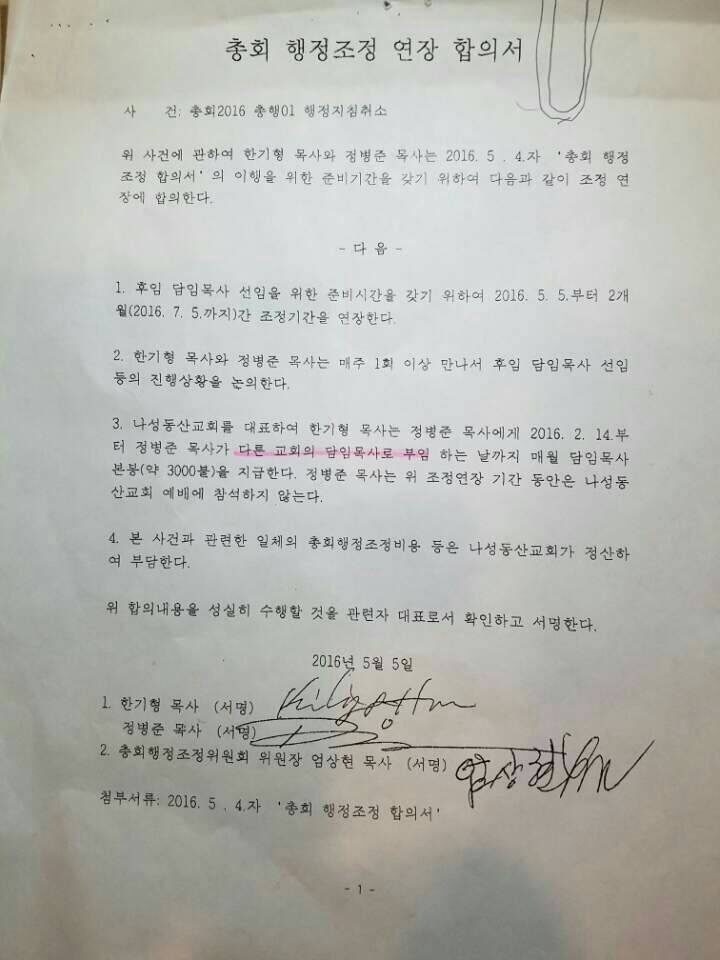 총회 행정조정 연장 합의서
사 건: 총회2016 총행01 행정지침취소
위 사건에 관하여 한기형 목사와 정병준 목사는 2016. 5 . 4.자 '총회 행정
조정 합의서'의 이행을 위한 준비기간을 갖기 위하여 다음과 같이 조정 연
장에 합의한다.
- 다 음 -
1. 후임 담임목사 선임을 위한 준비시간을 갖기 위하여 2016. 5. 5.부터 2개
월(2016. 7. 5.까지)간 조정기간을 연장한다.
2. 한기형 목사와 정병준 목사는 매주 1회 이상 만나서 후임 담임목사 선임
등의 진행상황을 논의한다.
3. 나성동산교회를 대표하여 한기형 목사는 정병준 목사에게 2016. 2. 14.부
터 정병준 목사가 다른 교회의 담임목사로 부임 하는 날까지 매월 담임목사
본봉(약 3000불)을 지급한다. 정병준 목사는 위 조정연장 기간 동안은 나성동
산교회 예배에 참석하지 않는다.
4. 본 사건과 관련한 일체의 총회행정조정비용 등은 나성동산교회가 정산하
여 부담한다.
위 합의내용을 성실히 수행할 것을 관련자 대표로서 확인하고 서명한다.
2016년 5월 5일
1. 한기형 목사 (서명)
정병준 목사 (서명)
2. 총회행정조정위원회 위원장 엄상현 목사 (서명) 엄상현
첨부서류: 2016. 5 . 4.자 '총회 행정조정 합의서'
- 1 -